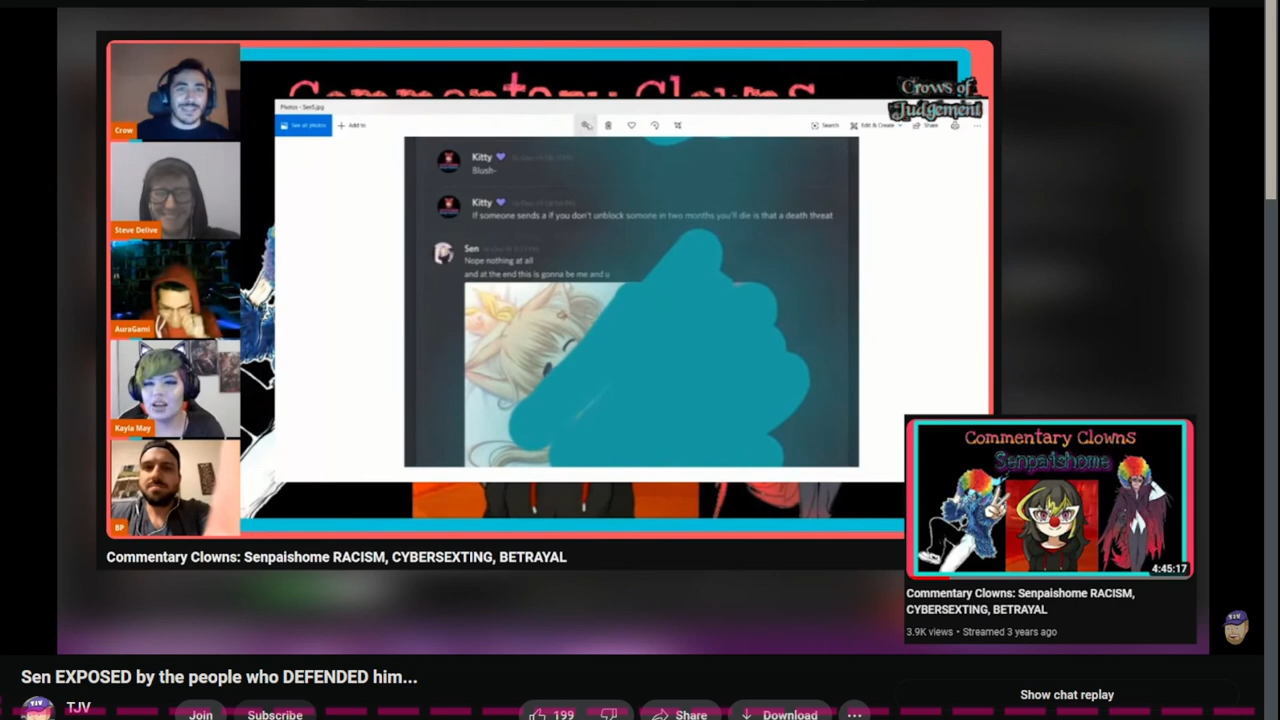 Commentary Clowns
Crows of
Judgement
Photos - Sen5.jpg
See all photos
Add to
Search
Edit & Create
Share
Crow
Steve Delive
AuraGami
Kayla May
BP
Kitty
Blush-
Kitty
If someone sends a if you don't unblock somone in two months you'll die is that a death threat
Sen
Nope nothing at all
and at the end this is gonna be me and u
Commentary Clowns: Senpaishome RACISM, CYBERSEXTING, BETRAYAL
Commentary Clowns
Senpaishome
4:45:17
Commentary Clowns: Senpaishome RACISM,
CYBERSEXTING, BETRAYAL
3.9K views • Streamed 3 years ago
TJV
Sen EXPOSED by the people who DEFENDED him...
Show chat replay
TJV
TJV
Join
Subscribe
199
Share
Download